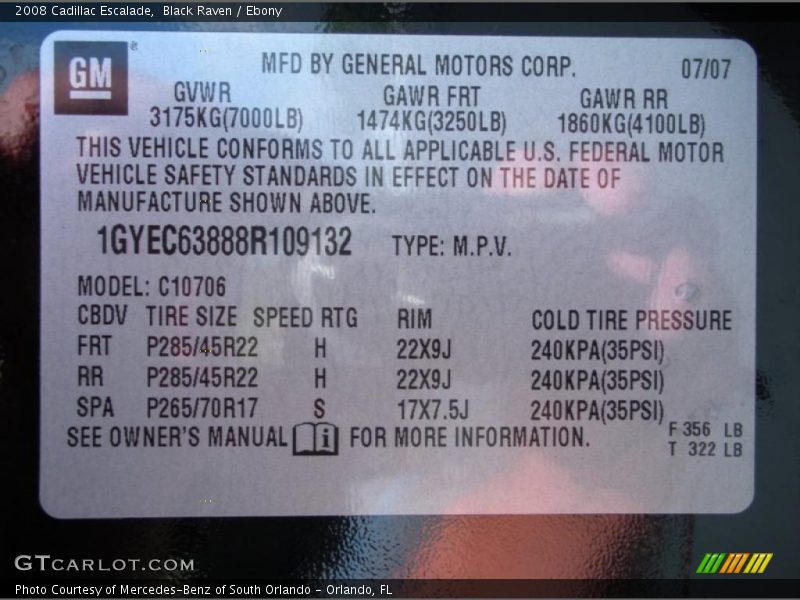 2008 Cadillac Escalade, Black Raven / Ebony
GM ®
MFD BY GENERAL MOTORS CORP. 07/07
GVWR GAWR FRT GAWR RR
3175KG(7000LB) 1474KG(3250LB) 1860KG(4100LB)
THIS VEHICLE CONFORMS TO ALL APPLICABLE U.S. FEDERAL MOTOR
VEHICLE SAFETY STANDARDS IN EFFECT ON THE DATE OF
MANUFACTURE SHOWN ABOVE.
1GYEC63888R109132 TYPE: M.P.V.
MODEL: C10706
CBDV TIRE SIZE SPEED RTG RIM COLD TIRE PRESSURE
FRT P285/45R22 H 22X9J 240KPA(35PSI)
RR P285/45R22 H 22X9J 240KPA(35PSI)
SPA P265/70R17 S 17X7.5J 240KPA(35PSI)
SEE OWNER'S MANUAL i FOR MORE INFORMATION.
F 356 LB
T 322 LB
GTCARLOT.COM
Photo Courtesy of Mercedes-Benz of South Orlando - Orlando, FL